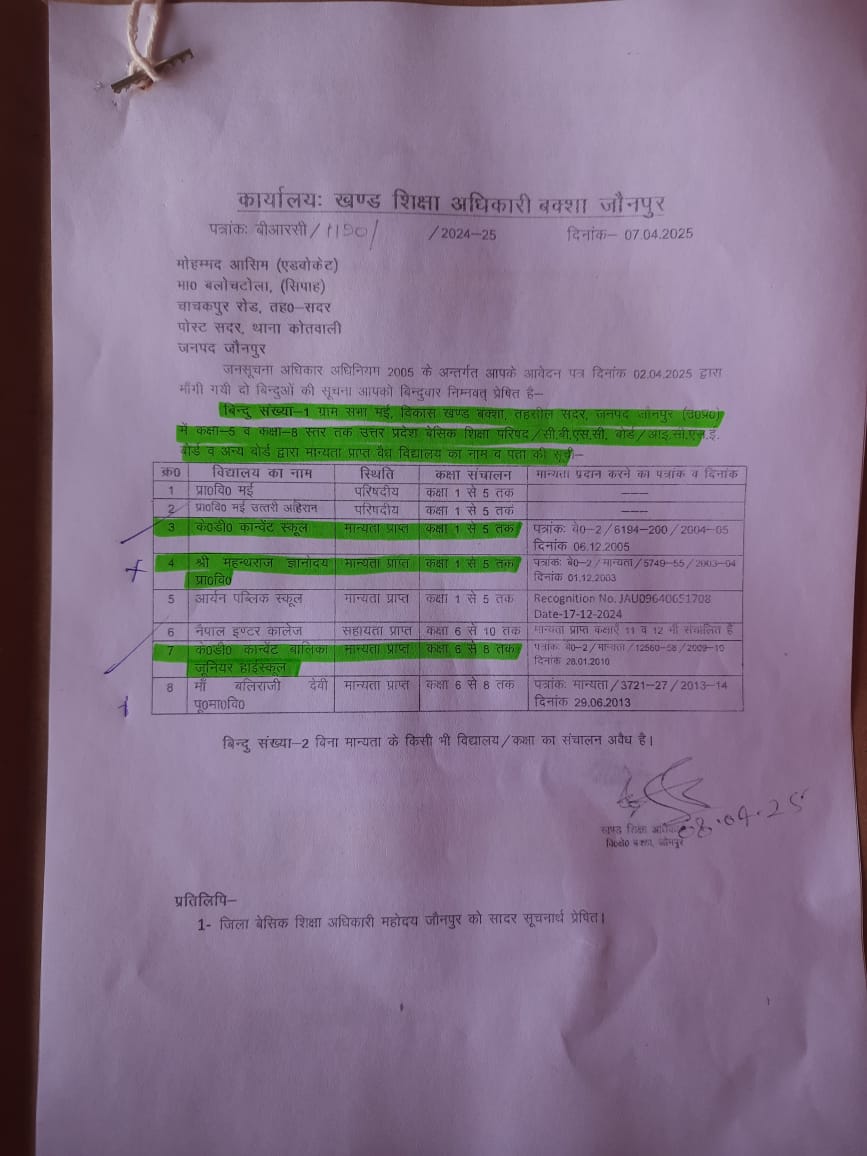 कार्यालयः खण्ड शिक्षा अधिकारी बक्शा जौनपुर
पत्रांकः बीआरसी/1190/ /2024-25 दिनांक- 07.04.2025
मोहम्मद आसिम (एडवोकेट)
मा0 बलोचटोला, (सिपाह)
चाचकपुर रोड, तह0-सदर
पोस्ट सदर, थाना कोतवाली
जनपद जौनपुर
जनसूचना अधिकार अधिनियम 2005 के अन्तर्गत आपके आवेदन पत्र दिनांक 02.04.2025 द्वारा
माँगी गयी दो बिन्दुओं की सूचना आपको बिन्दुवार निम्नवत् प्रेषित है-
बिन्दु संख्या-1 ग्राम सभा मई, विकास खण्ड बक्शा, तहसील सदर, जनपद जौनपुर (उ0प्र0)
में कक्षा-5 व कक्षा-8 स्तर तक उत्तर प्रदेश बेसिक शिक्षा परिषद/सी.बी.एस.सी. बोर्ड/आई.सी.एस.ई.
बोर्ड व अन्य बोर्ड द्वारा मान्यता प्राप्त वैध विद्यालय का नाम व पता की सूची-
क्र0 विद्यालय का नाम स्थिति कक्षा संचालन मान्यता प्रदान करने का पत्रांक व दिनांक
1 प्रा0वि0 मई परिषदीय कक्षा 1 से 5 तक ---
2 प्रा0वि0 मई उत्तरी अहिरान परिषदीय कक्षा 1 से 5 तक ---
3 के0डी0 कान्वेंट स्कूल मान्यता प्राप्त कक्षा 1 से 5 तक पत्रांकः बे0-2/6194-200/2004-05
दिनांक 06.12.2005
4 श्री महन्थराज ज्ञानोदय मान्यता प्राप्त कक्षा 1 से 5 तक पत्रांकः बे0-2/मान्यता/5749-55/2003-04
प्रा0वि0 दिनांक 01.12.2003
5 आर्यन पब्लिक स्कूल मान्यता प्राप्त कक्षा 1 से 5 तक Recognition No. JAU09640651708
Date-17-12-2024
6 नेपाल इण्टर कालेज सहायता प्राप्त कक्षा 6 से 10 तक मान्यता प्राप्त कक्षाएँ 11 व 12 भी संचालित है
7 के0डी0 कान्वेंट बालिका मान्यता प्राप्त कक्षा 6 से 8 तक पत्रांकः बे0-2/मान्यता/12560-58/2009-10
जूनियर हाईस्कूल दिनांक 28.01.2010
8 माँ बलिराजी देवी मान्यता प्राप्त कक्षा 6 से 8 तक पत्रांकः मान्यता/3721-27/2013-14
पू0मा0वि0 दिनांक 29.06.2013
बिन्दु संख्या-2 बिना मान्यता के किसी भी विद्यालय/कक्षा का संचालन अवैध है।
08.04.25
खण्ड शिक्षा अधिकारी
वि0ख0 बक्शा, जौनपुर
प्रतिलिपि-
1- जिला बेसिक शिक्षा अधिकारी महोदय जौनपुर को सादर सूचनार्थ प्रेषित।